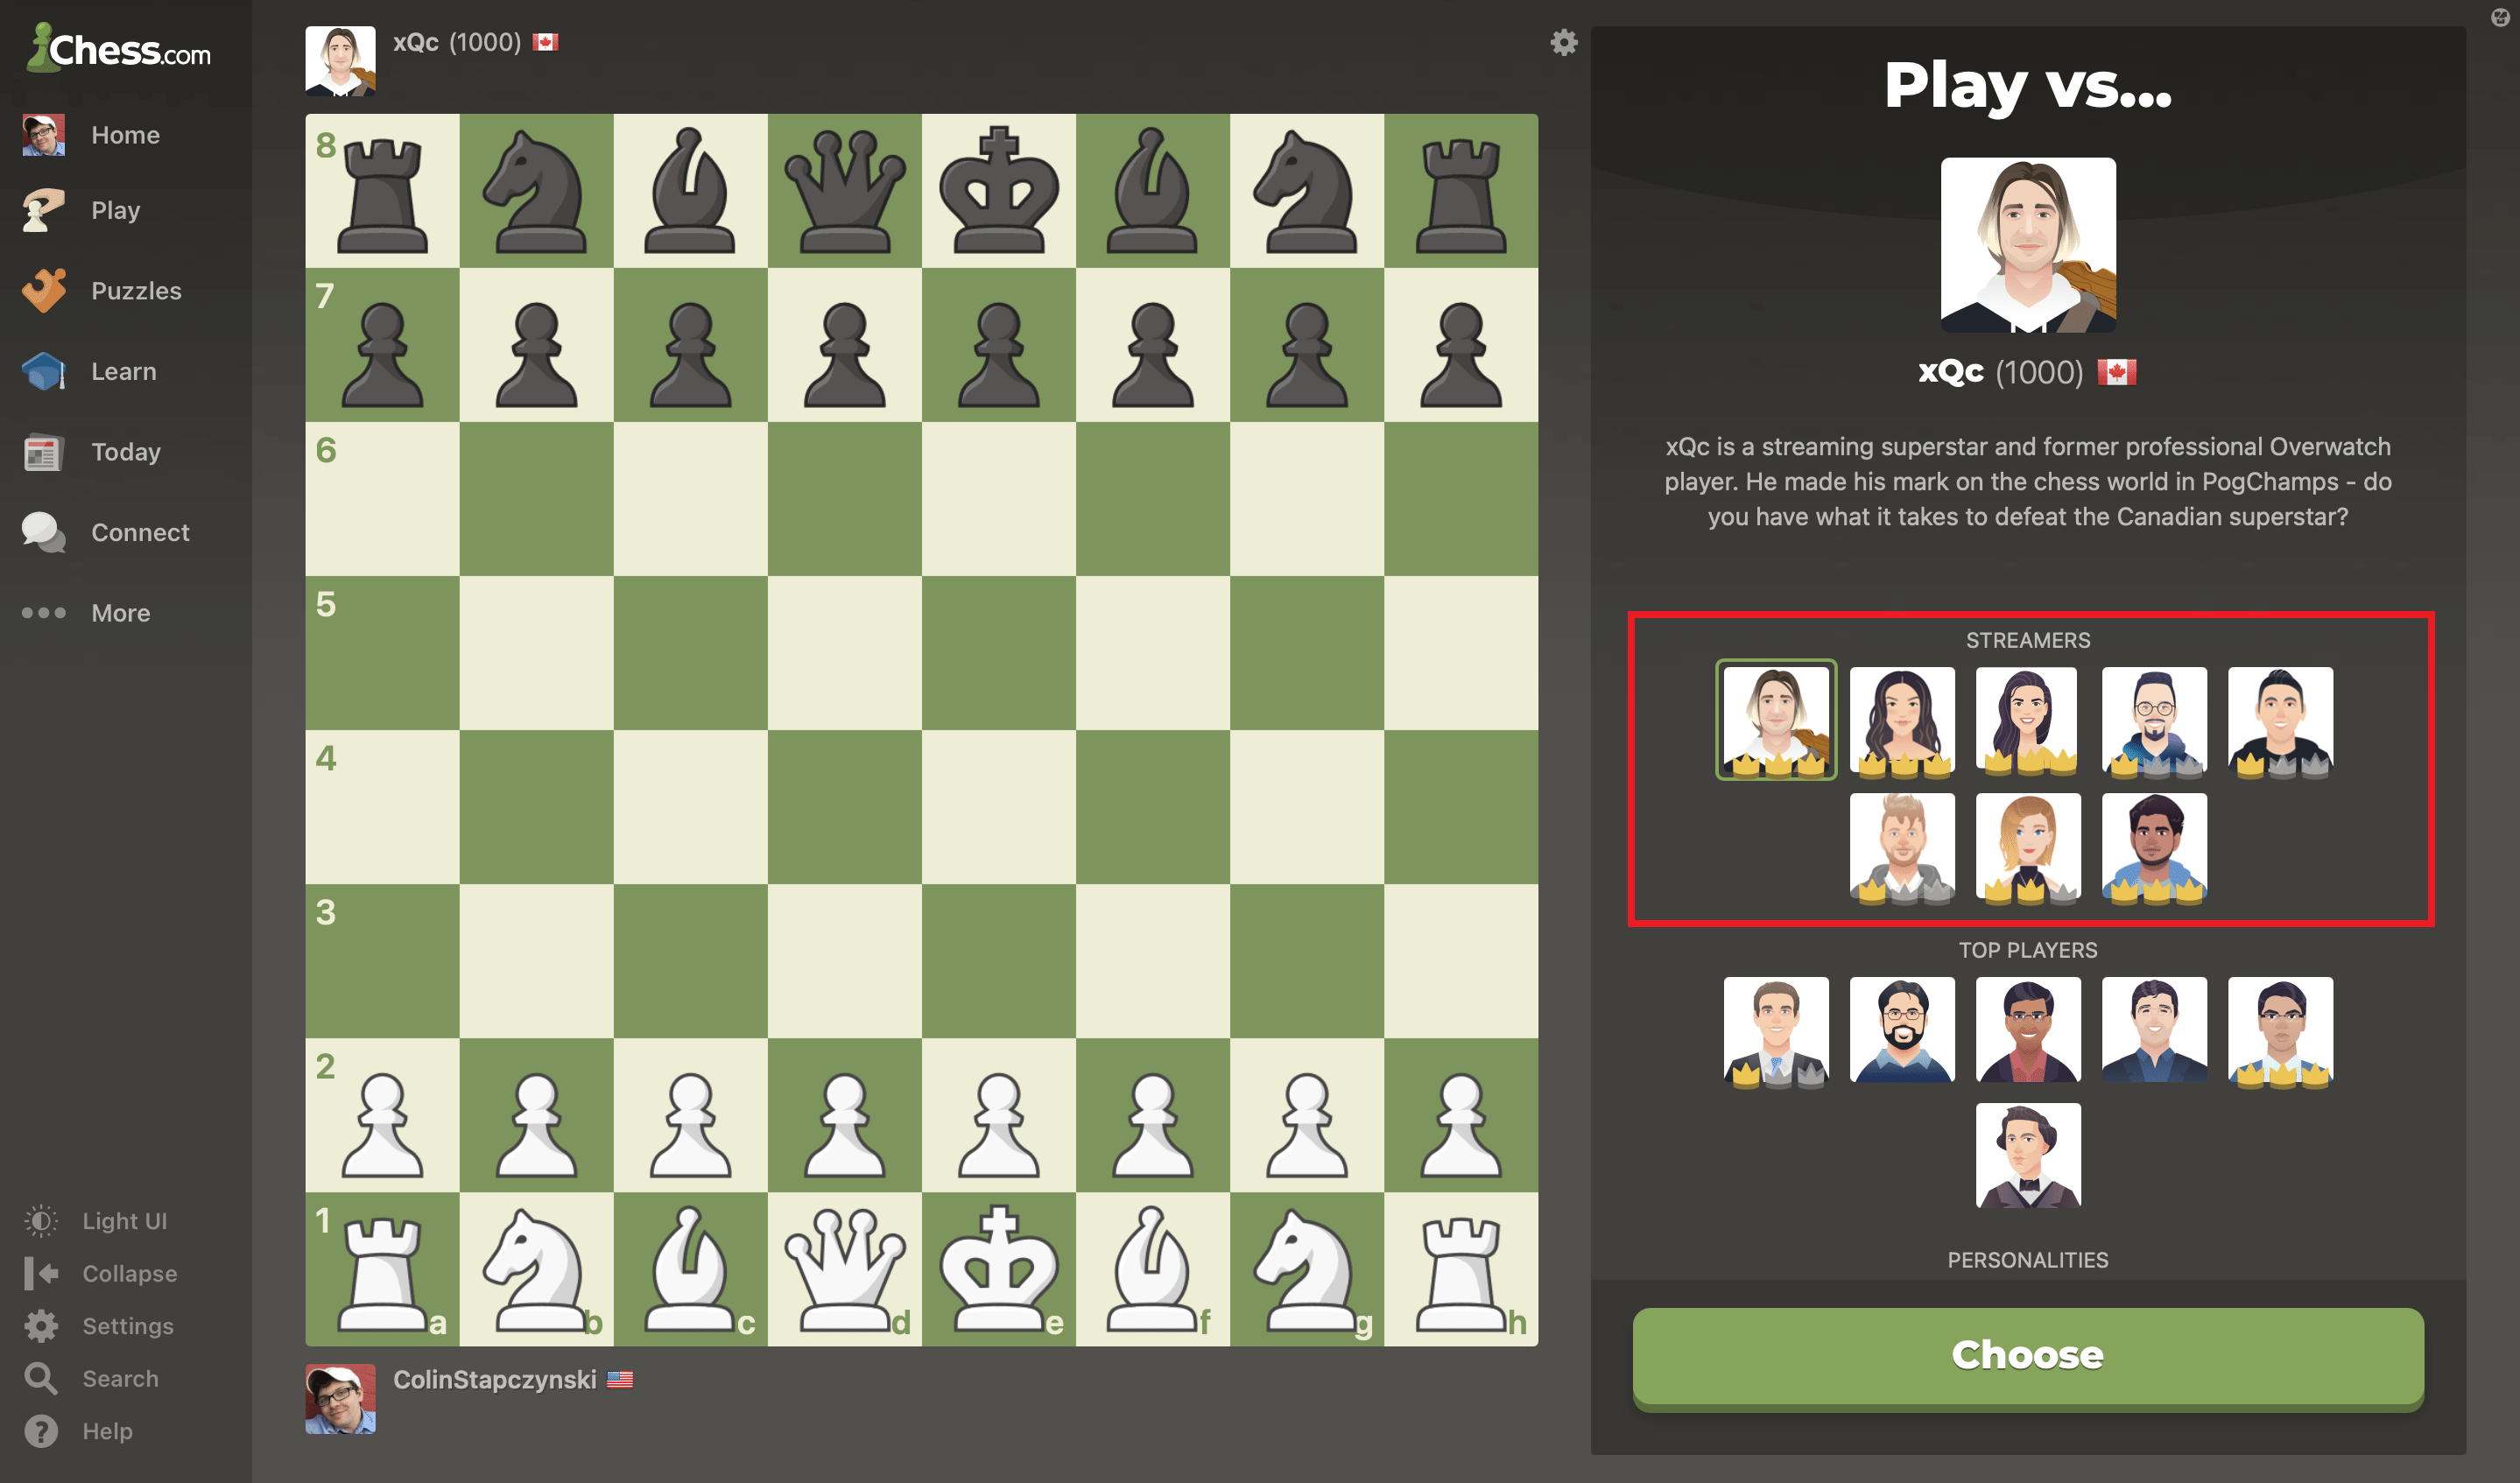 Chess.com
Home
Play
Puzzles
Learn
Today
Connect
More
Light UI
Collapse
Settings
Search
Help
xQc (1000)
8
7
6
5
4
3
2
1
a b c d e f g h
ColinStapczynski
Play vs...
xQc (1000)
xQc is a streaming superstar and former professional Overwatch
player. He made his mark on the chess world in PogChamps - do
you have what it takes to defeat the Canadian superstar?
STREAMERS
TOP PLAYERS
PERSONALITIES
Choose